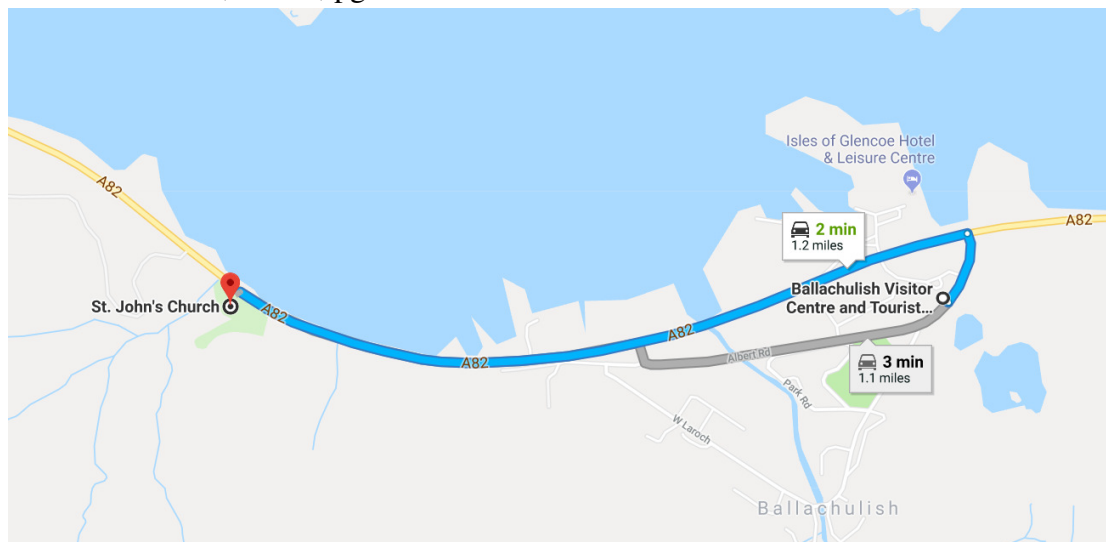 A82
Isles of Glencoe Hotel
& Leisure Centre
2 min
1.2 miles
A82
Ballachulish Visitor
Centre and Tourist...
St. John's Church
A82
A82
A82
Albert Rd
3 min
1.1 miles
Park Rd
W Laroch
Ballachulish